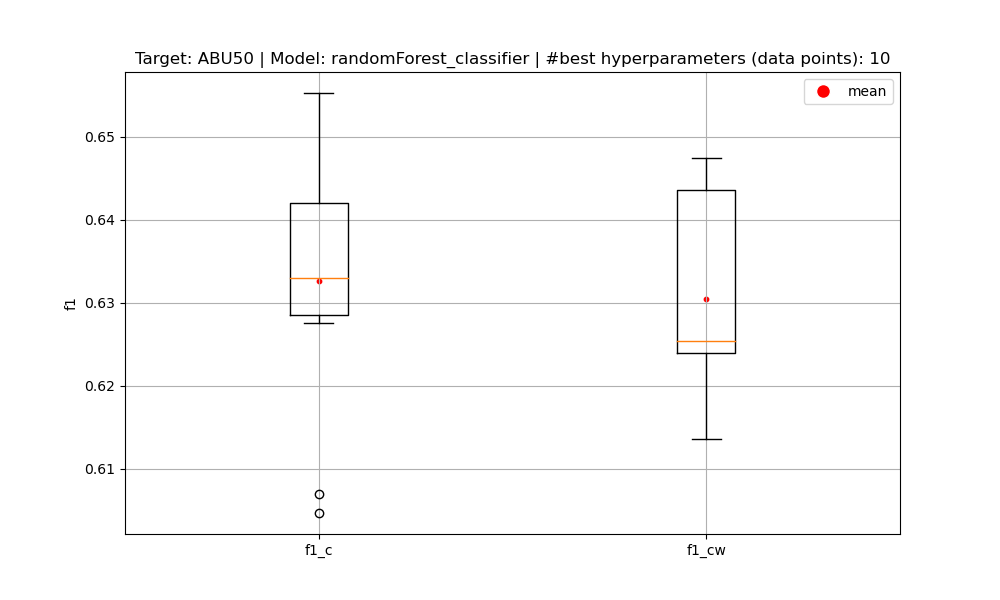 Target: ABU50 | Model: randomForest_classifier | #best hyperparameters (data points): 10
mean
f1
0.65
0.64
0.63
0.62
0.61
f1_c
f1_cw